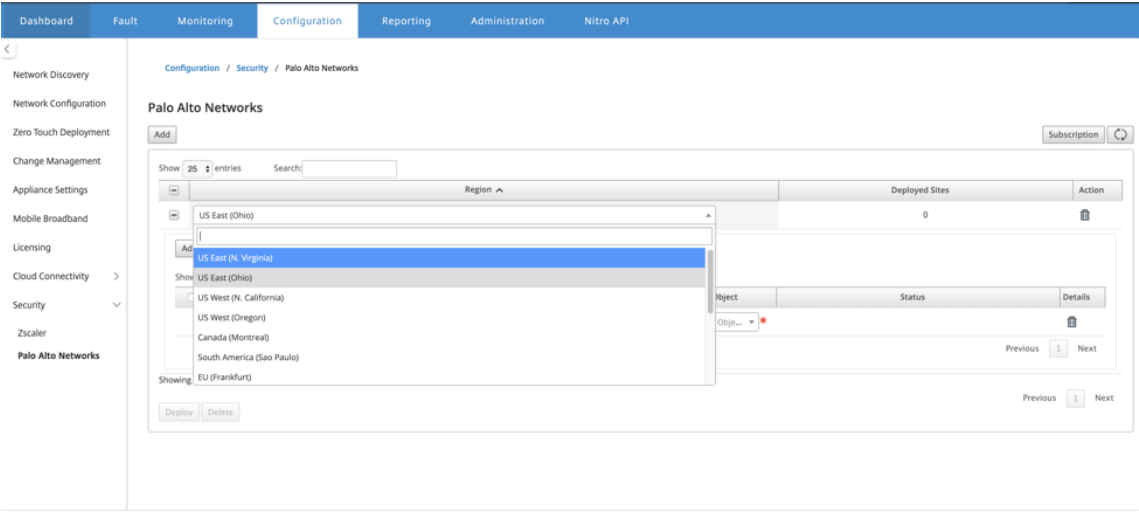 Dashboard Fault Monitoring Configuration Reporting Administration Nitro API
Network Discovery
Network Configuration
Zero Touch Deployment
Change Management
Appliance Settings
Mobile Broadband
Licensing
Cloud Connectivity
Security
Zscaler
Palo Alto Networks
Configuration / Security / Palo Alto Networks
Palo Alto Networks
Add Subscription
Show 25 entries Search:
Region Deployed Sites Action
US East (Ohio) 0
Ad
US East (N. Virginia)
Show US East (Ohio)
US West (N. California) Object Status Details
US West (Oregon) Obje... *
Canada (Montreal) Previous 1 Next
South America (Sao Paulo)
Showing EU (Frankfurt)
Previous 1 Next
Deploy Delete